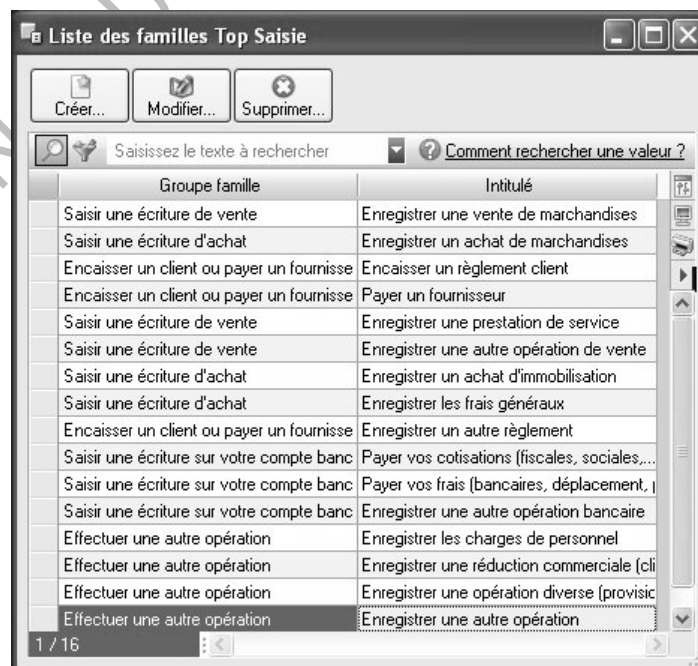 Liste des familles Top Saisie
Créer... Modifier... Supprimer...
Saisissez le texte à rechercher Comment rechercher une valeur ?
Groupe famille Intitulé
Saisir une écriture de vente Enregistrer une vente de marchandises
Saisir une écriture d'achat Enregistrer un achat de marchandises
Encaisser un client ou payer un fournisse Encaisser un règlement client
Encaisser un client ou payer un fournisse Payer un fournisseur
Saisir une écriture de vente Enregistrer une prestation de service
Saisir une écriture de vente Enregistrer une autre opération de vente
Saisir une écriture d'achat Enregistrer un achat d'immobilisation
Saisir une écriture d'achat Enregistrer les frais généraux
Encaisser un client ou payer un fournisse Enregistrer un autre règlement
Saisir une écriture sur votre compte banc Payer vos cotisations (fiscales, sociales,...
Saisir une écriture sur votre compte banc Payer vos frais (bancaires, déplacement,
Saisir une écriture sur votre compte banc Enregistrer une autre opération bancaire
Effectuer une autre opération Enregistrer les charges de personnel
Effectuer une autre opération Enregistrer une réduction commerciale (cli
Effectuer une autre opération Enregistrer une opération diverse (provisic
Effectuer une autre opération Enregistrer une autre opération
1 / 16